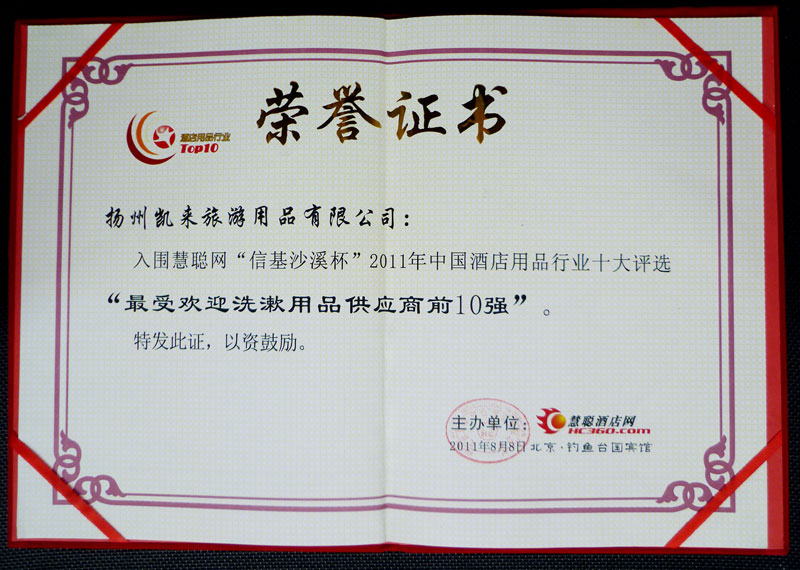 荣誉证书
酒店用品行业
Top10
扬州凯来旅游用品有限公司：
入围慧聪网“信基沙溪杯”2011年中国酒店用品行业十大评选
“最受欢迎洗漱用品供应商前10强”。
特发此证，以资鼓励。
主办单位：慧聪酒店网
HC360.com
2011年8月8日 北京·钓鱼台国宾馆